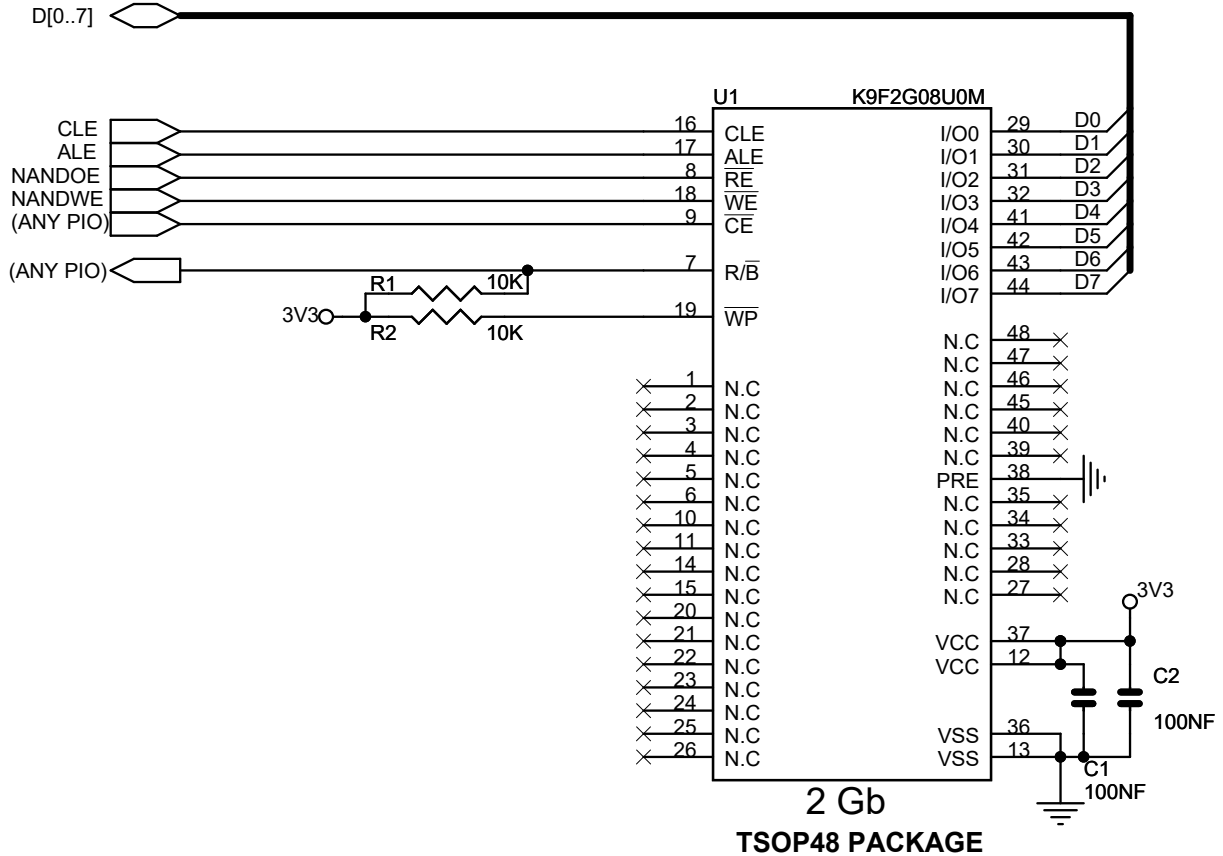 D[0..7]
U1 K9F2G08U0M
CLE 16 CLE I/O0 29 D0
ALE 17 ALE I/O1 30 D1
NANDOE 8 RE I/O2 31 D2
NANDWE 18 WE I/O3 32 D3
(ANY PIO) 9 CE I/O4 41 D4
I/O5 42 D5
(ANY PIO) 7 R/B I/O6 43 D6
R1 10K I/O7 44 D7
3V3 19 WP
R2 10K
N.C 48
N.C 47
1 N.C N.C 46
2 N.C N.C 45
3 N.C N.C 40
4 N.C N.C 39
5 N.C PRE 38
6 N.C N.C 35
10 N.C N.C 34
11 N.C N.C 33
14 N.C N.C 28
15 N.C N.C 27
3V3
20 N.C
21 N.C VCC 37
22 N.C VCC 12
23 N.C C2
24 N.C 100NF
25 N.C VSS 36
26 N.C VSS 13
C1
100NF
2 Gb
TSOP48 PACKAGE